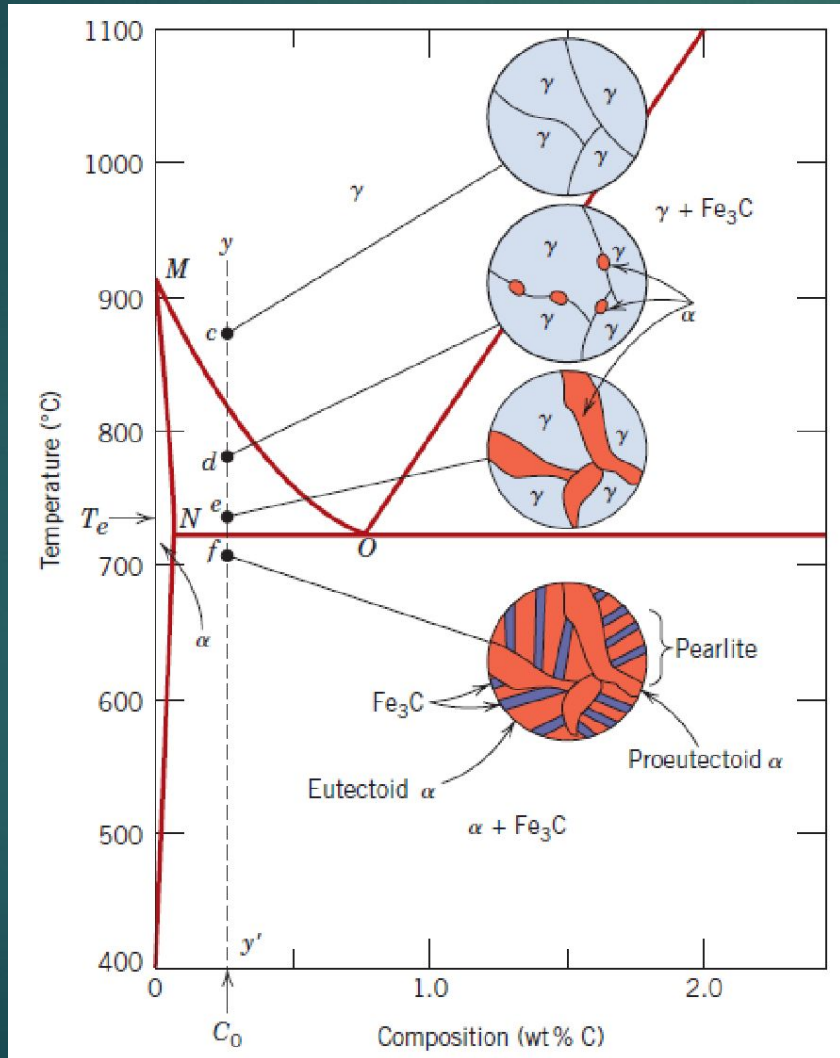 1100
1000
900
800
700
600
500
400
Temperature (°C)
γ
γ
γ
γ
γ
y
M
γ + Fe₃C
c
γ
γ
γ
γ
α
d
γ
γ
γ
γ
e
Tₑ
N
O
f
α
Pearlite
Fe₃C
Proeutectoid α
Eutectoid α
α + Fe₃C
y′
0
1.0
2.0
C₀
Composition (wt% C)